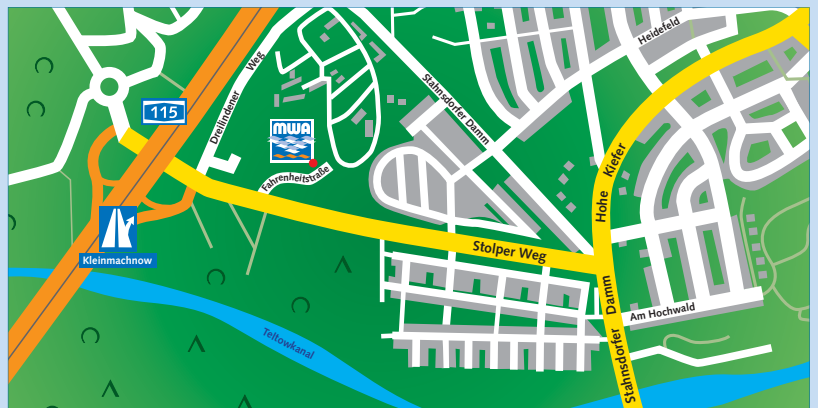 Heidefeld
Dreilindener Weg
Stahnsdorfer Damm
115
MWA
Hohe Kiefer
Fahrenheitstraße
Stolper Weg
Kleinmachnow
Stahnsdorfer Damm
Am Hochwald
Teltowkanal